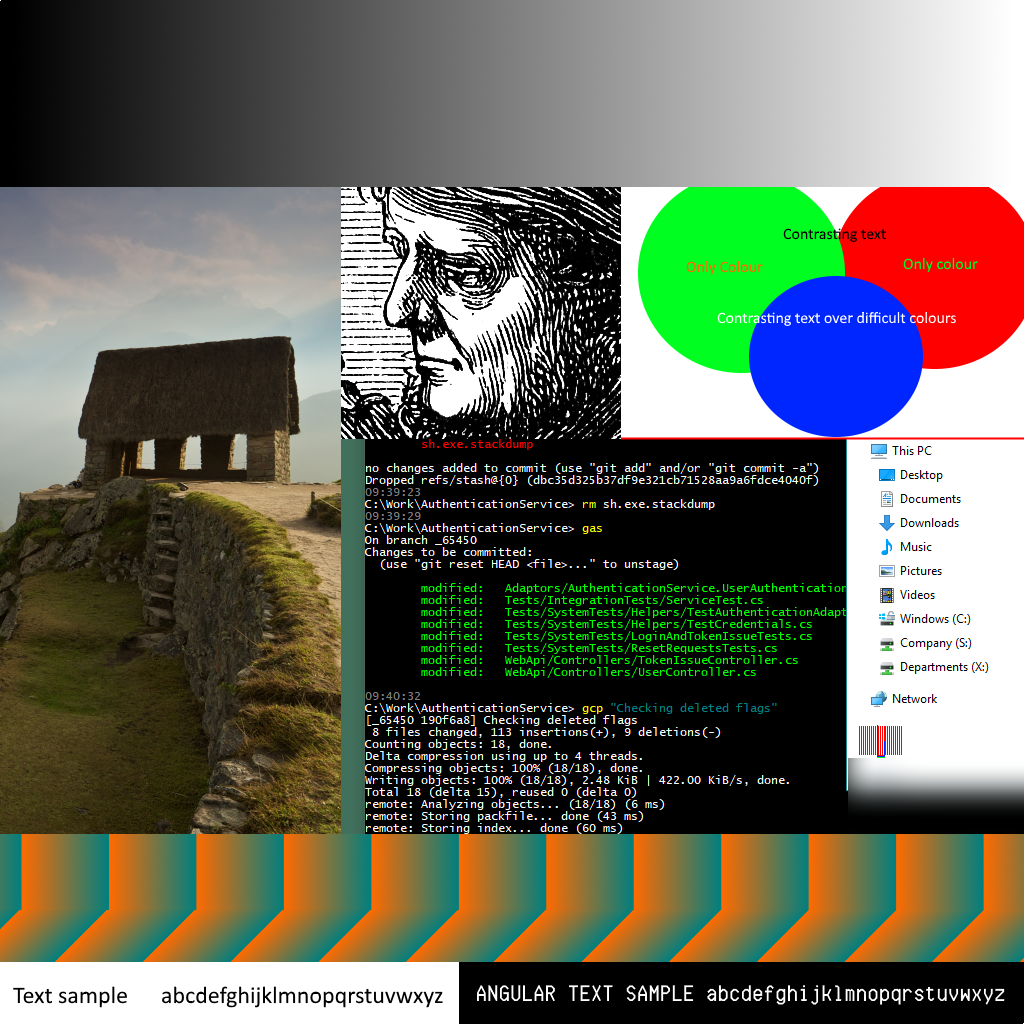 Contrasting text
Only Colour
Only colour
Contrasting text over difficult colours
sh.exe.stackdump
no changes added to commit (use "git add" and/or "git commit -a")
Dropped refs/stash@{0} (dbc35d325b37df9e321cb71528aa9a6fdce4040f)
09:39:23
C:\Work\AuthenticationService> rm sh.exe.stackdump
09:39:29
C:\Work\AuthenticationService> gas
On branch _65450
Changes to be committed:
(use "git reset HEAD <file>..." to unstage)
modified: Adaptors/AuthenticationService.UserAuthentication
modified: Tests/IntegrationTests/ServiceTest.cs
modified: Tests/SystemTests/Helpers/TestAuthenticationAdapt
modified: Tests/SystemTests/Helpers/TestCredentials.cs
modified: Tests/SystemTests/LoginAndTokenIssueTests.cs
modified: Tests/SystemTests/ResetRequestsTests.cs
modified: WebApi/Controllers/TokenIssueController.cs
modified: WebApi/Controllers/UserController.cs
09:40:32
C:\Work\AuthenticationService> gcp "Checking deleted flags"
[_65450 190f6a8] Checking deleted flags
8 files changed, 113 insertions(+), 9 deletions(-)
Counting objects: 18, done.
Delta compression using up to 4 threads.
Compressing objects: 100% (18/18), done.
Writing objects: 100% (18/18), 2.48 KiB | 422.00 KiB/s, done.
Total 18 (delta 15), reused 0 (delta 0)
remote: Analyzing objects... (18/18) (6 ms)
remote: Storing packfile... done (43 ms)
remote: Storing index... done (60 ms)
This PC
Desktop
Documents
Downloads
Music
Pictures
Videos
Windows (C:)
Company (S:)
Departments (X:)
Network
Text sample abcdefghijklmnopqrstuvwxyz
ANGULAR TEXT SAMPLE abcdefghijklmnopqrstuvwxyz